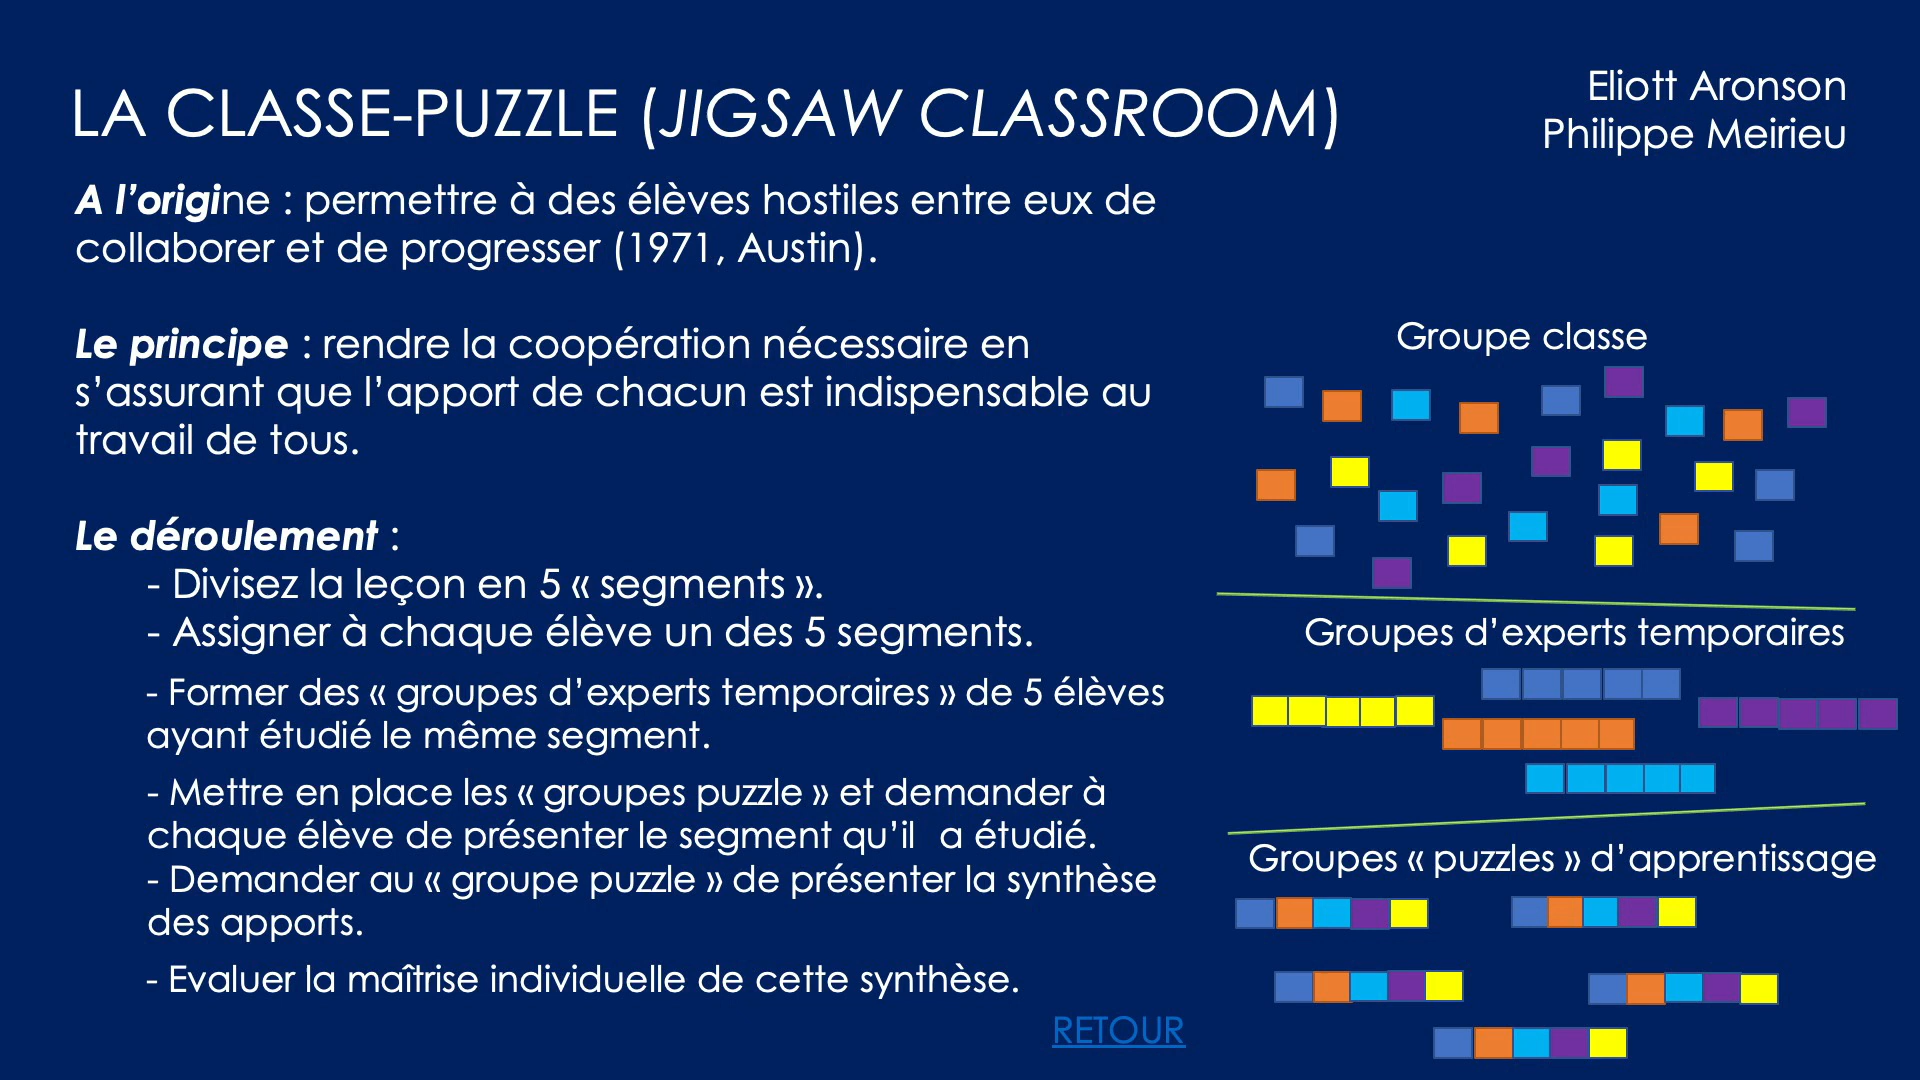 LA CLASSE-PUZZLE (JIGSAW CLASSROOM)
Eliott Aronson
Philippe Meirieu
A l’origine : permettre à des élèves hostiles entre eux de
collaborer et de progresser (1971, Austin).
Le principe : rendre la coopération nécessaire en
s’assurant que l’apport de chacun est indispensable au
travail de tous.
Le déroulement :
- Divisez la leçon en 5 « segments ».
- Assigner à chaque élève un des 5 segments.
- Former des « groupes d’experts temporaires » de 5 élèves
ayant étudié le même segment.
- Mettre en place les « groupes puzzle » et demander à
chaque élève de présenter le segment qu’il a étudié.
- Demander au « groupe puzzle » de présenter la synthèse
des apports.
- Evaluer la maîtrise individuelle de cette synthèse.
RETOUR
Groupe classe
Groupes d’experts temporaires
Groupes « puzzles » d’apprentissage